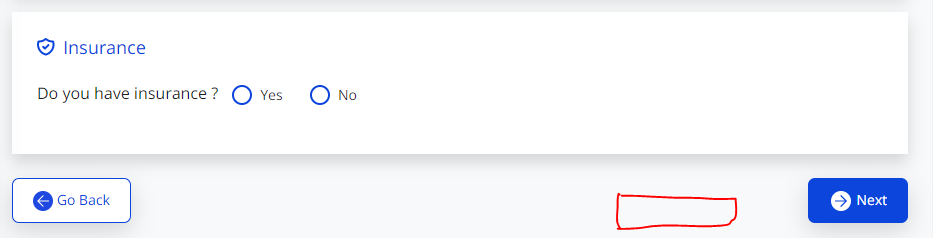 Insurance
Do you have insurance ? Yes No
Go Back Next